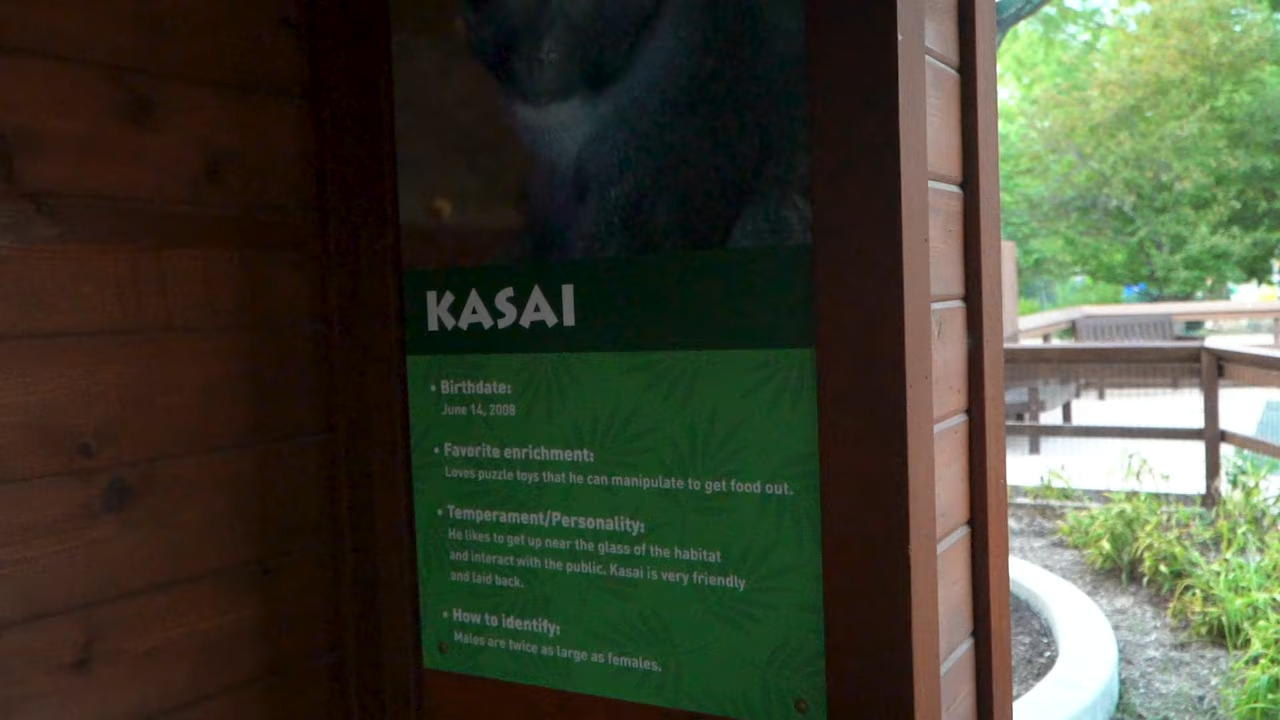 KASAI
• Birthdate:
June 14, 2008
• Favorite enrichment:
Loves puzzle toys that he can manipulate to get food out.
• Temperament/Personality:
He likes to get up near the glass of the habitat
and interact with the public. Kasai is very friendly
and laid back.
• How to identify:
Males are twice as large as females.